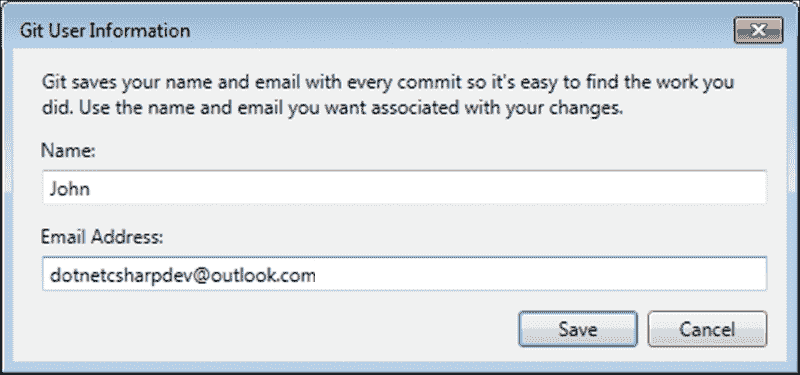 Git User Information
Git saves your name and email with every commit so it's easy to find the work you
did. Use the name and email you want associated with your changes.
Name:
John
Email Address:
dotnetcsharpdev@outlook.com
Save Cancel